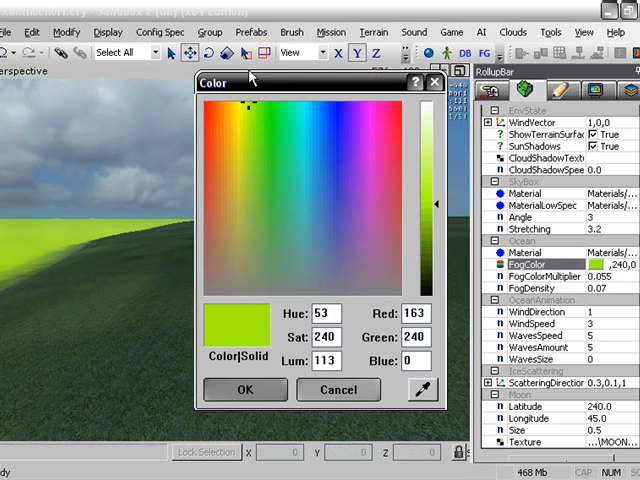 Edit Modify Display Config Spec Group Prefabs Brush Mission Terrain Sound Game AI Clouds Tools View
Select All View X Y Z DB FG
erspective
RollupBar
Color
EnvState
WindVector 1,0,0
ShowTerrainSurfa True
SunShadows True
CloudShadowTextu
CloudShadowSpee 0.0
SkyBox
Material Materials/...
MaterialLowSpec Materials/...
Angle 3
Stretching 3.2
Ocean
Material Materials/...
FogColor ,240,0
FogColorMultiplier 0.055
FogDensity 0.07
OceanAnimation
WindDirection 1
WindSpeed 3
WavesSpeed 5
WavesAmount 5
WavesSize 0
IceScattering
ScatteringDirection 0.3,0.1,1
Moon
Latitude 240.0
Longitude 45.0
Size 0.5
Texture ...\MOON...
Hue: 53 Red: 163
Sat: 240 Green: 240
Color|Solid Lum: 113 Blue: 0
OK Cancel
Lock Selection X 0 Y 0 Z 0
dy 468 Mb CAP NUM